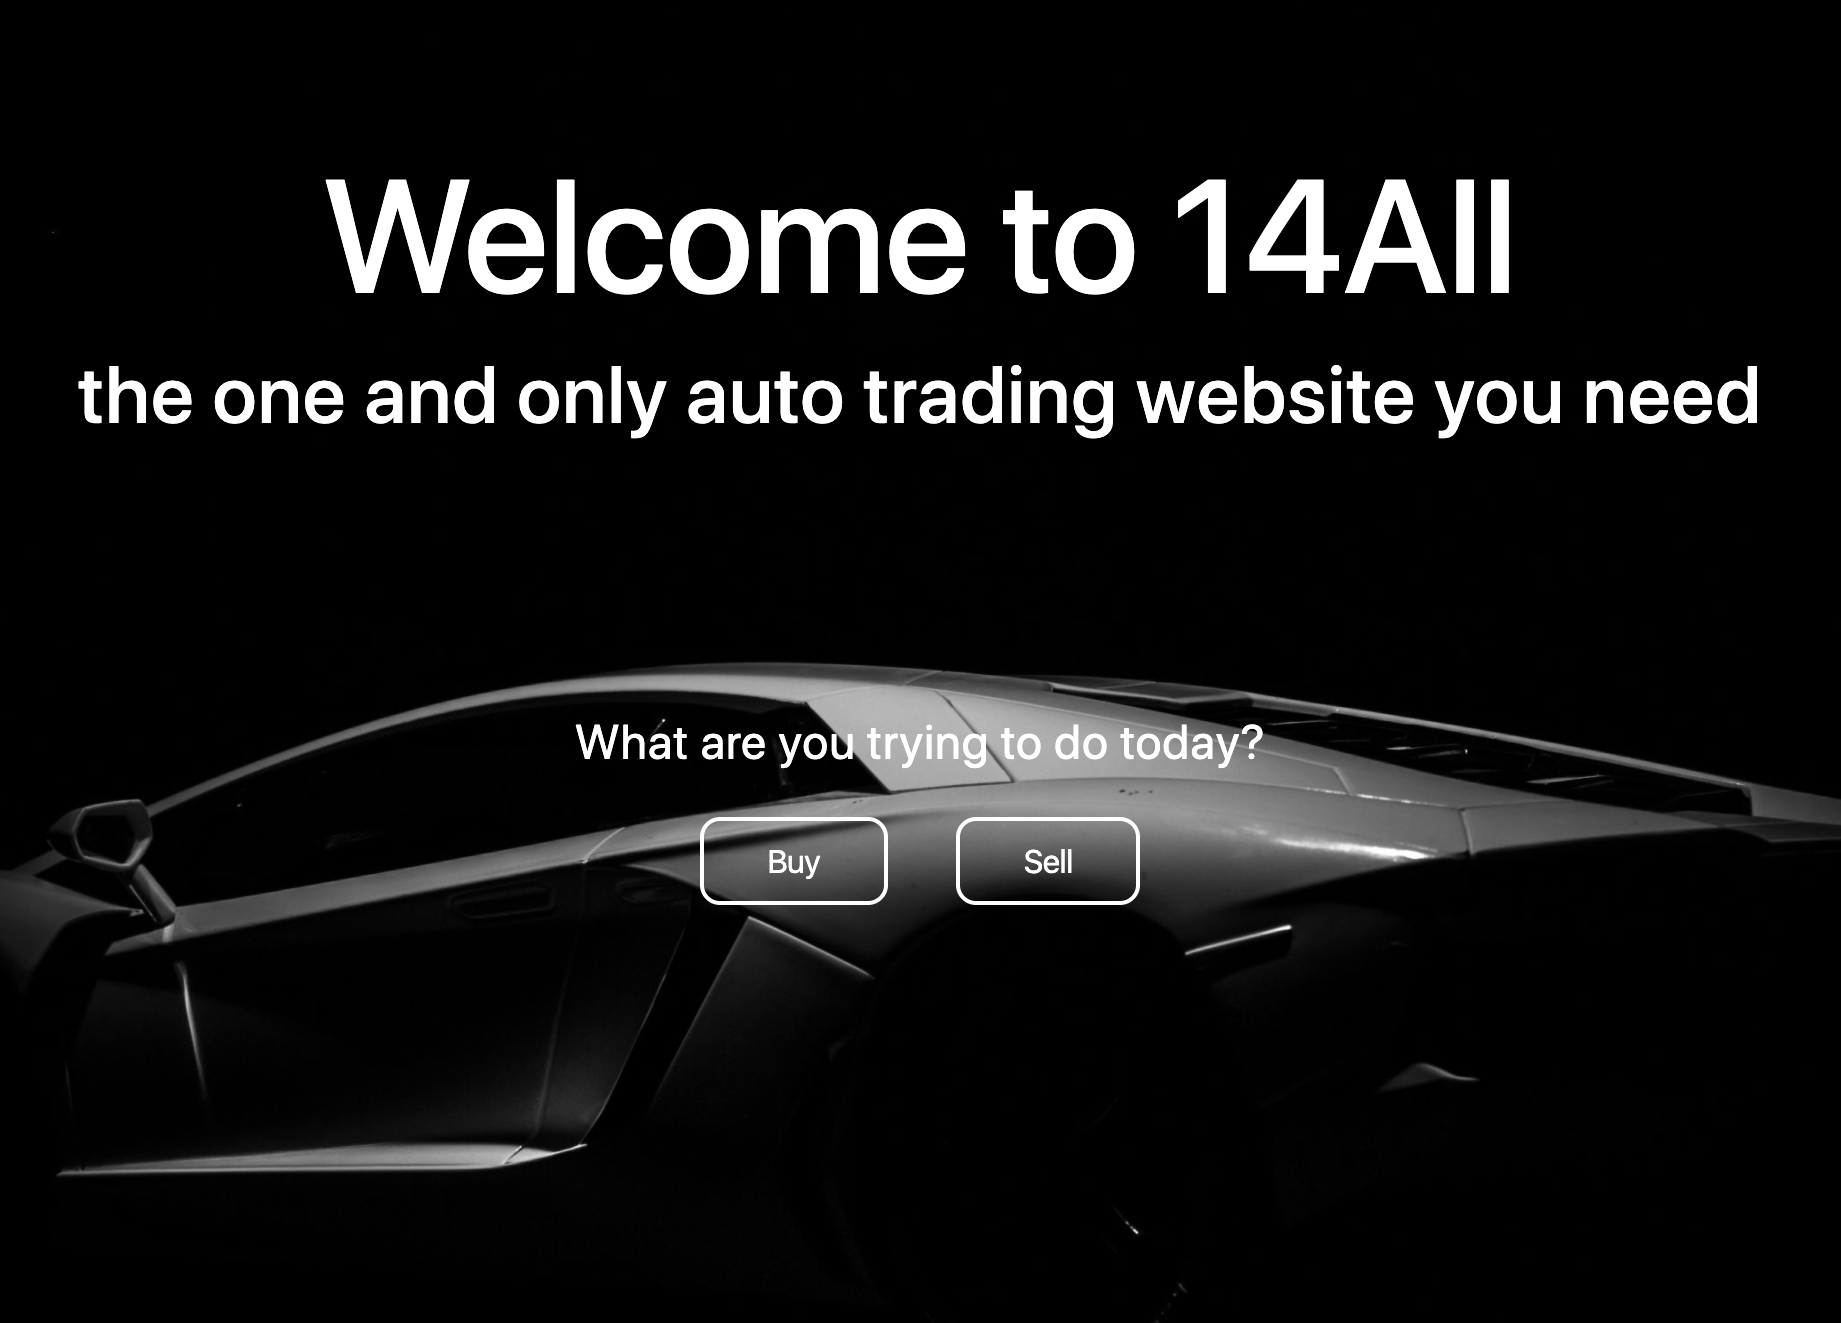 Welcome to 14All
the one and only auto trading website you need
What are you trying to do today?
Buy
Sell